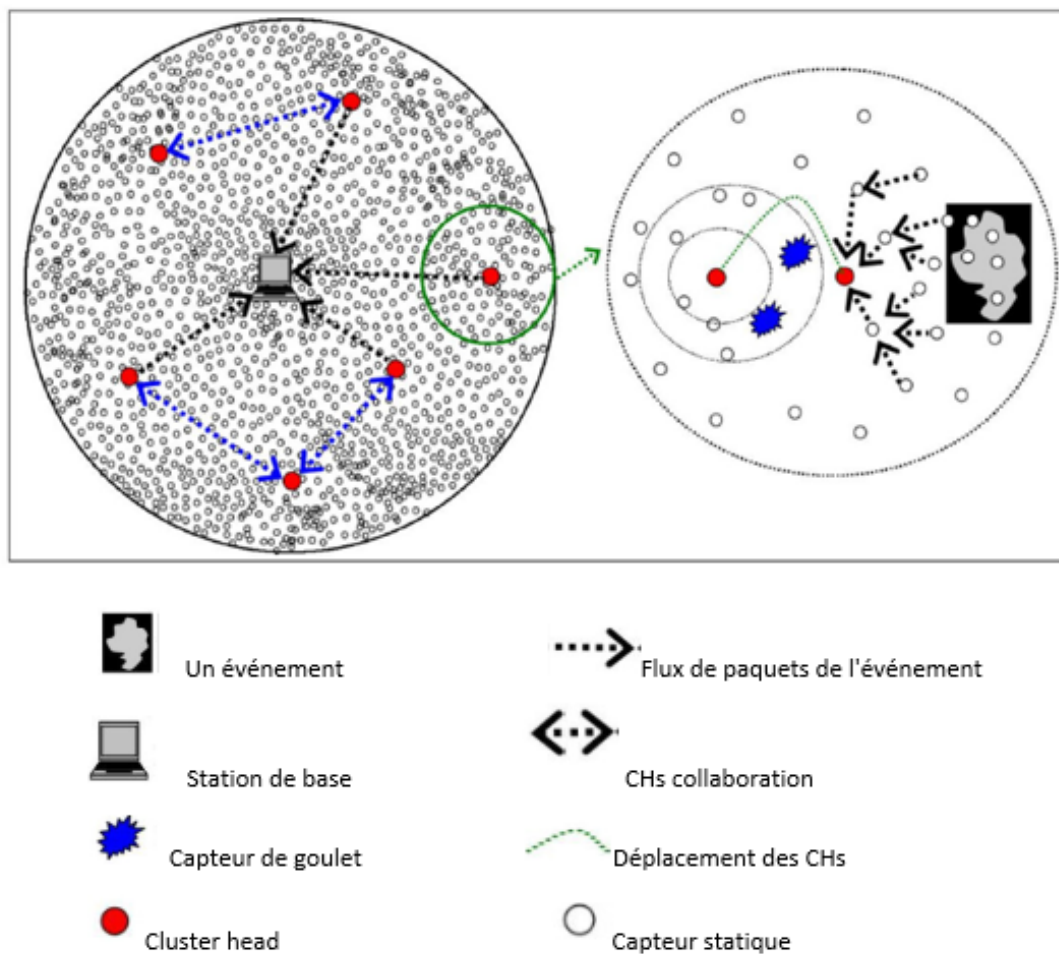 Un événement
Flux de paquets de l'événement
Station de base
CHs collaboration
Capteur de goulet
Déplacement des CHs
Cluster head
Capteur statique